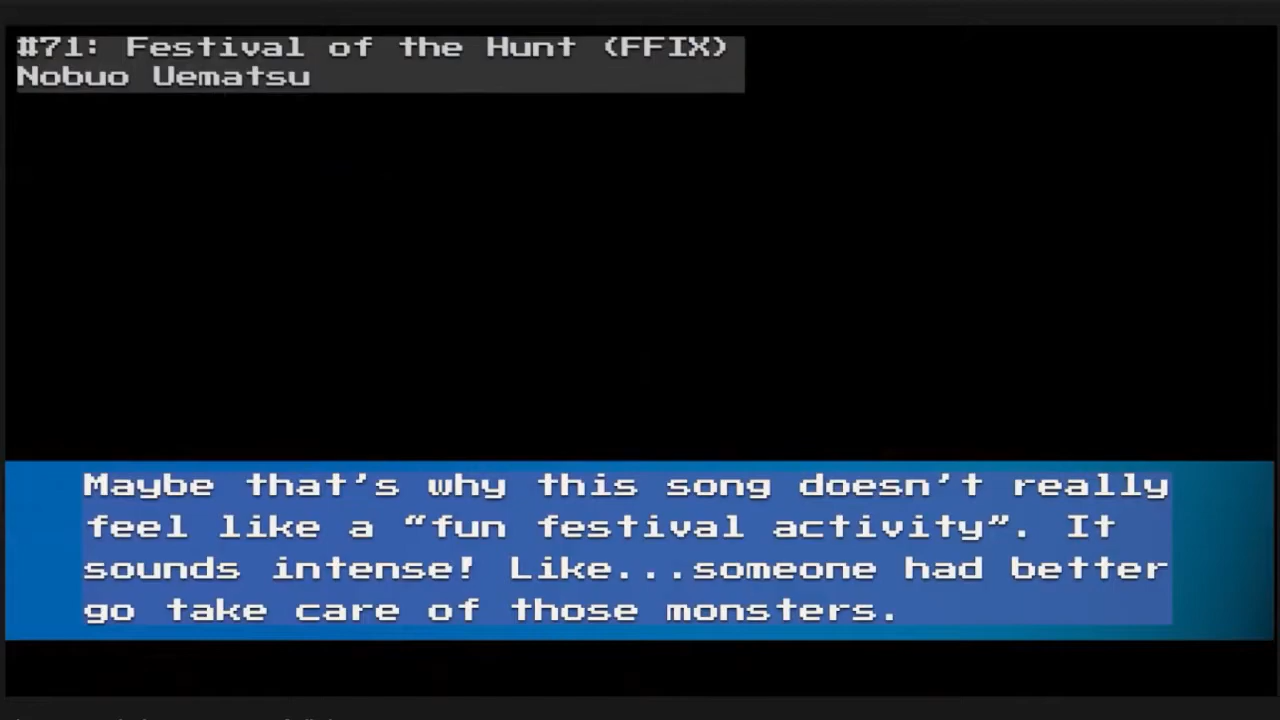 #71: Festival of the Hunt (FFIX)
Nobuo Uematsu
Maybe that's why this song doesn't really
feel like a “fun festival activity”. It
sounds intense! Like...someone had better
go take care of those monsters.